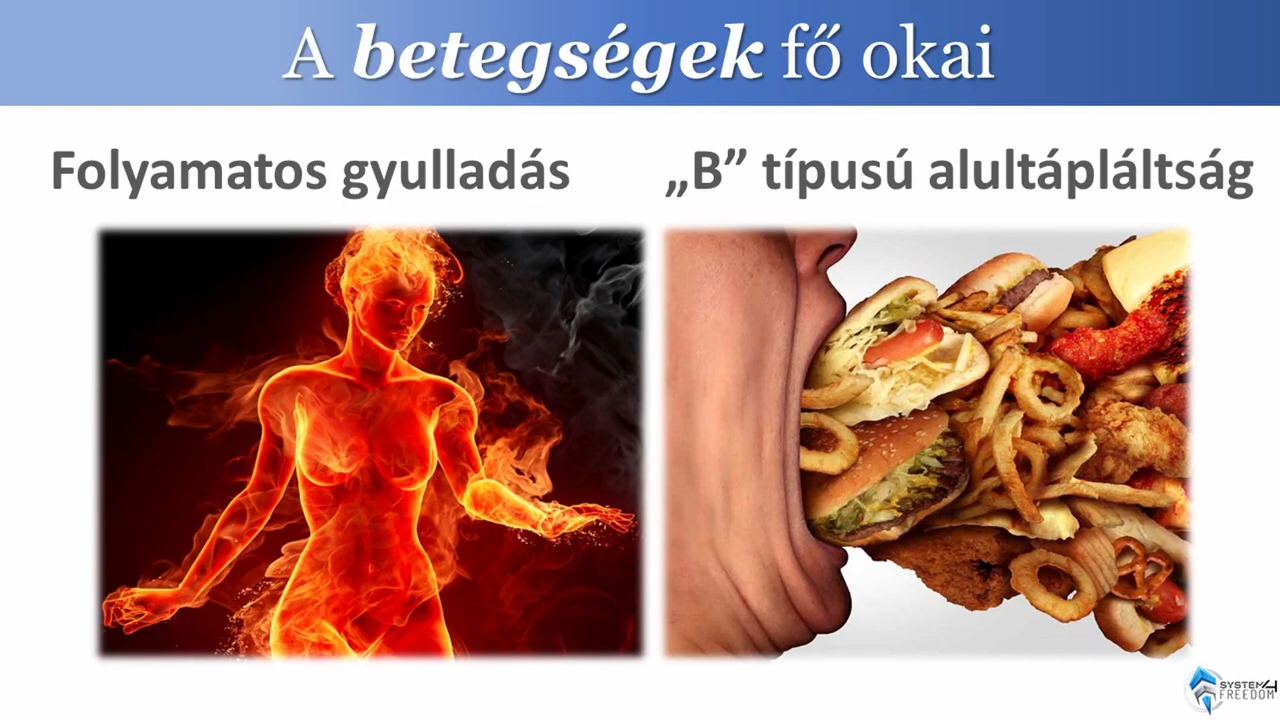 A betegségek fő okai
Folyamatos gyulladás
„B” típusú alultápláltság
SYSTEM4
FREEDOM